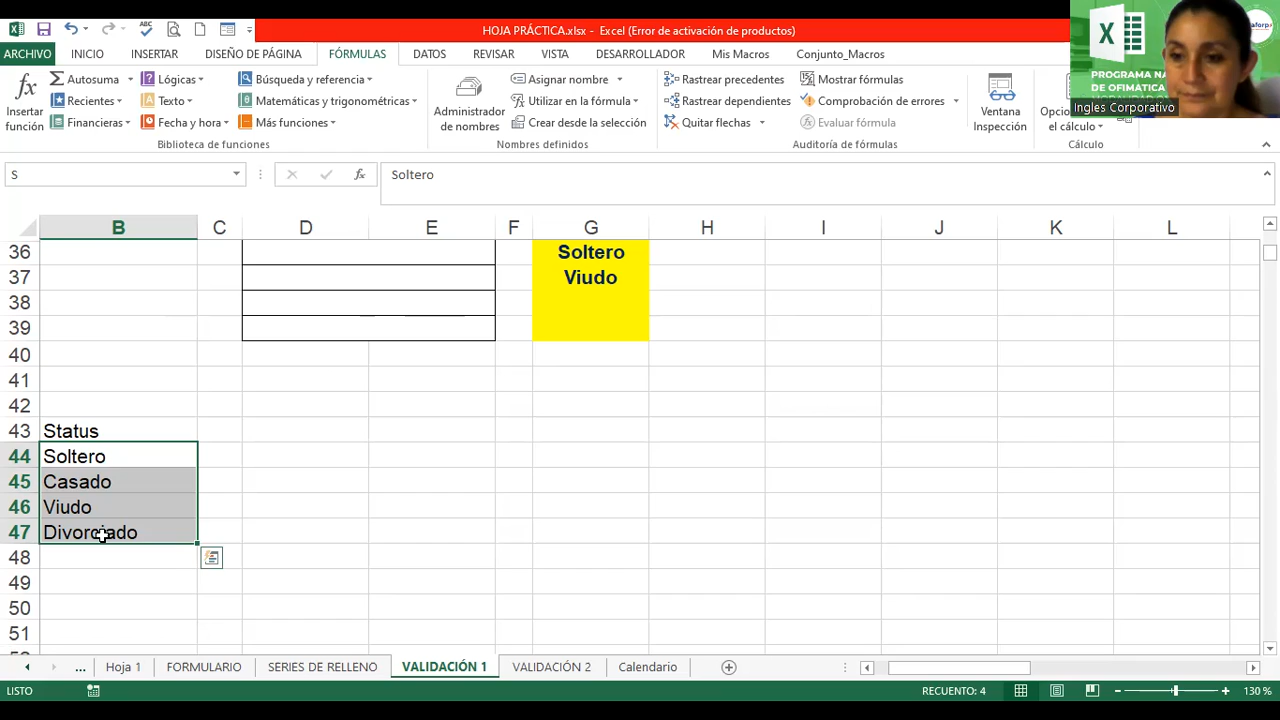 HOJA PRÁCTICA.xlsx - Excel (Error de activación de productos)
ARCHIVO INICIO INSERTAR DISEÑO DE PÁGINA FÓRMULAS DATOS REVISAR VISTA DESARROLLADOR Mis Macros Conjunto_Macros
PROGRAMA NA
DE OFIMÁTICA
Ingles Corporativo
Insertar función
Autosuma
Recientes
Financieras
Lógicas
Texto
Fecha y hora
Búsqueda y referencia
Matemáticas y trigonométricas
Más funciones
Biblioteca de funciones
Administrador de nombres
Asignar nombre
Utilizar en la fórmula
Crear desde la selección
Nombres definidos
Rastrear precedentes
Rastrear dependientes
Quitar flechas
Mostrar fórmulas
Comprobación de errores
Evaluar fórmula
Auditoría de fórmulas
Ventana Inspección
el cálculo
Cálculo
S
fx
Soltero
B C D E F G H I J K L
36 Soltero
37 Viudo
38
39
40
41
42
43 Status
44 Soltero
45 Casado
46 Viudo
47 Divorciado
48
49
50
51
... Hoja 1 FORMULARIO SERIES DE RELLENO VALIDACIÓN 1 VALIDACIÓN 2 Calendario
LISTO RECUENTO: 4 130 %